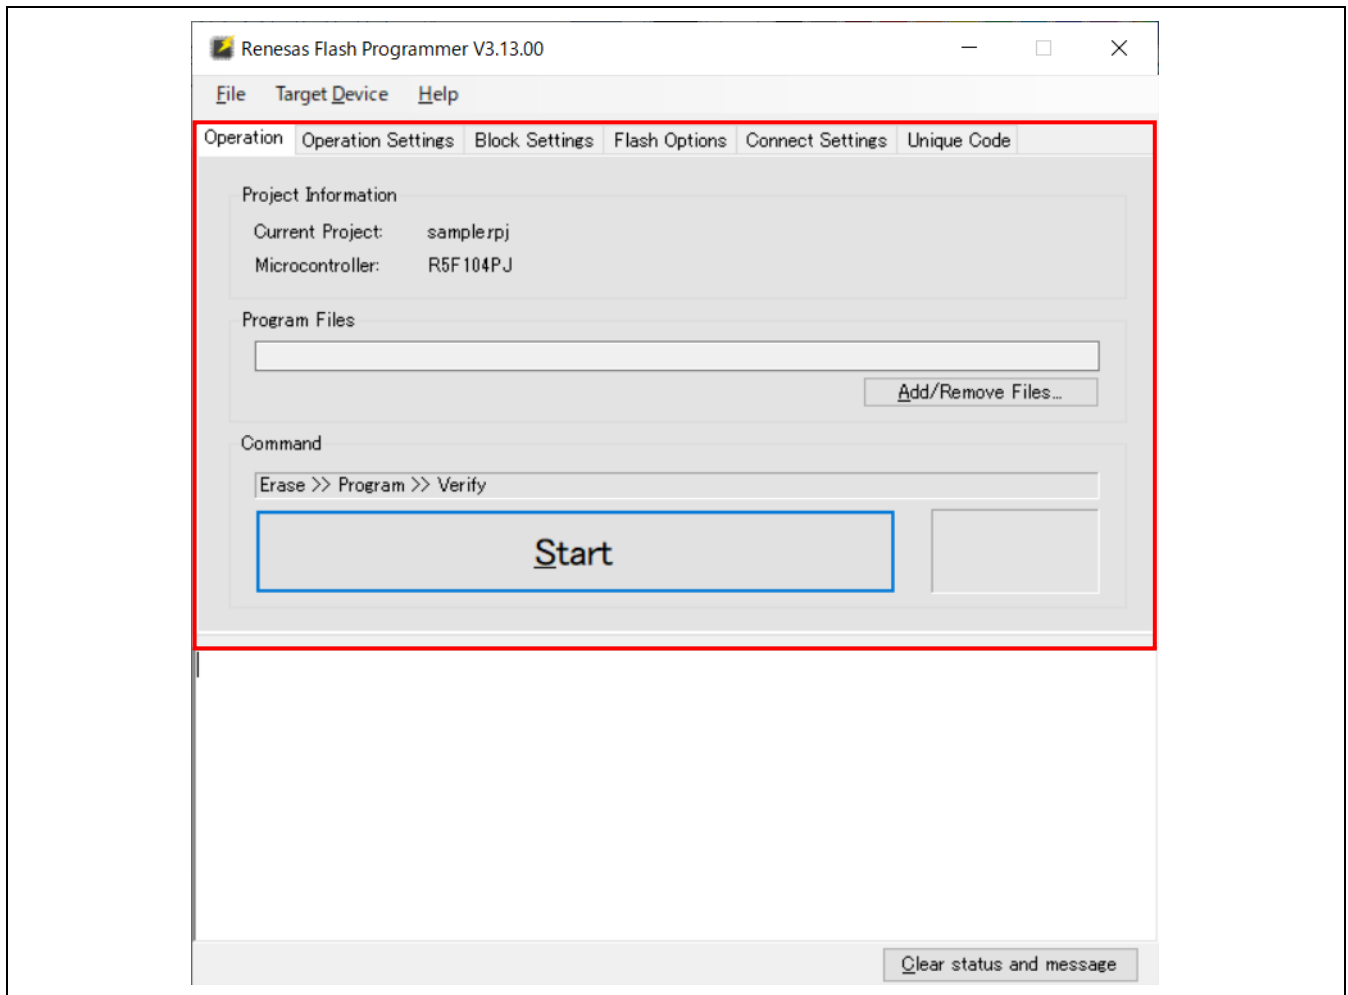 Renesas Flash Programmer V3.13.00
File Target Device Help
Operation Operation Settings Block Settings Flash Options Connect Settings Unique Code
Project Information
Current Project: sample.rpj
Microcontroller: R5F104PJ
Program Files
Add/Remove Files...
Command
Erase >> Program >> Verify
Start
Clear status and message